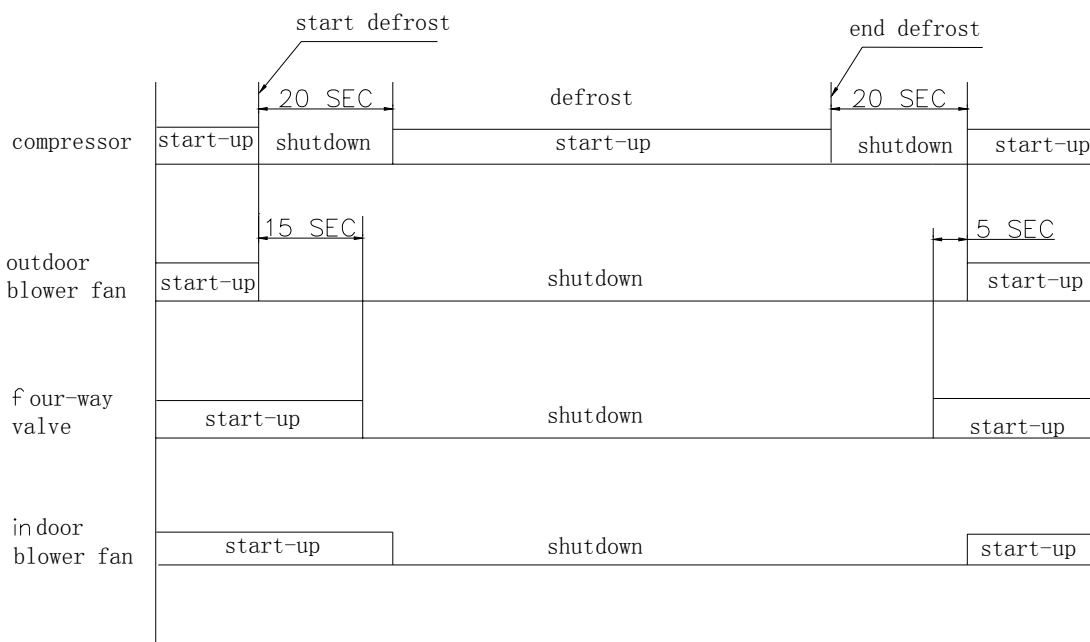 start defrost
end defrost
20 SEC
defrost
20 SEC
compressor
start-up
shutdown
start-up
shutdown
start-up
15 SEC
5 SEC
outdoor
blower fan
start-up
shutdown
start-up
four-way
valve
start-up
shutdown
start-up
indoor
blower fan
start-up
shutdown
start-up